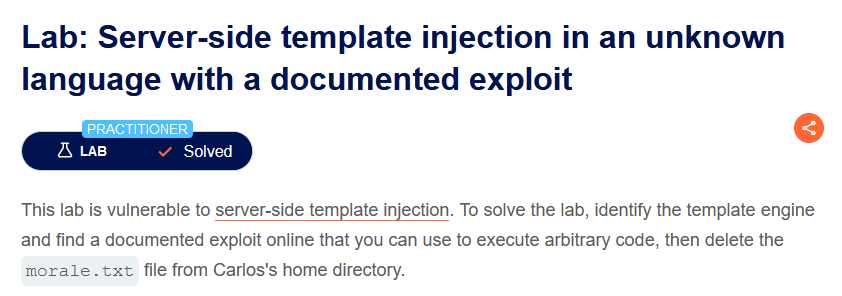 Lab: Server-side template injection in an unknown
language with a documented exploit
PRACTITIONER
LAB Solved
This lab is vulnerable to server-side template injection. To solve the lab, identify the template engine
and find a documented exploit online that you can use to execute arbitrary code, then delete the
morale.txt file from Carlos's home directory.